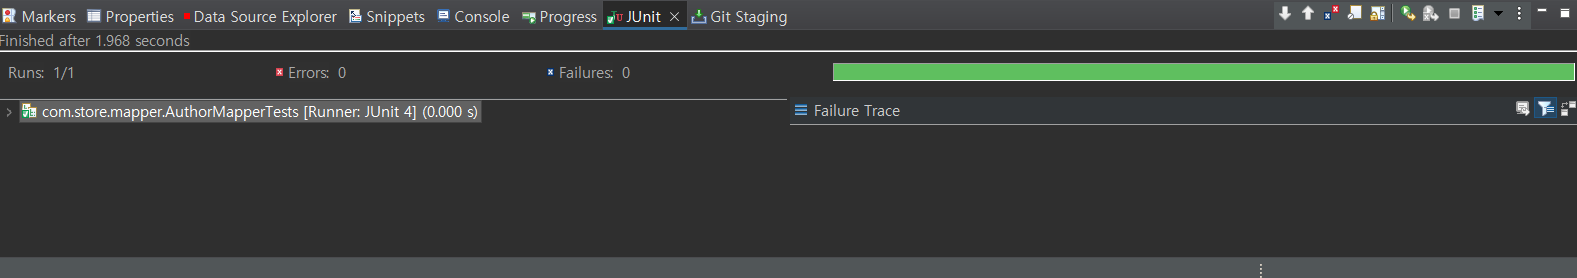 Markers Properties Data Source Explorer Snippets Console Progress JUnit Git Staging
Finished after 1.968 seconds
Runs: 1/1 Errors: 0 Failures: 0
com.store.mapper.AuthorMapperTests [Runner: JUnit 4] (0.000 s)
Failure Trace